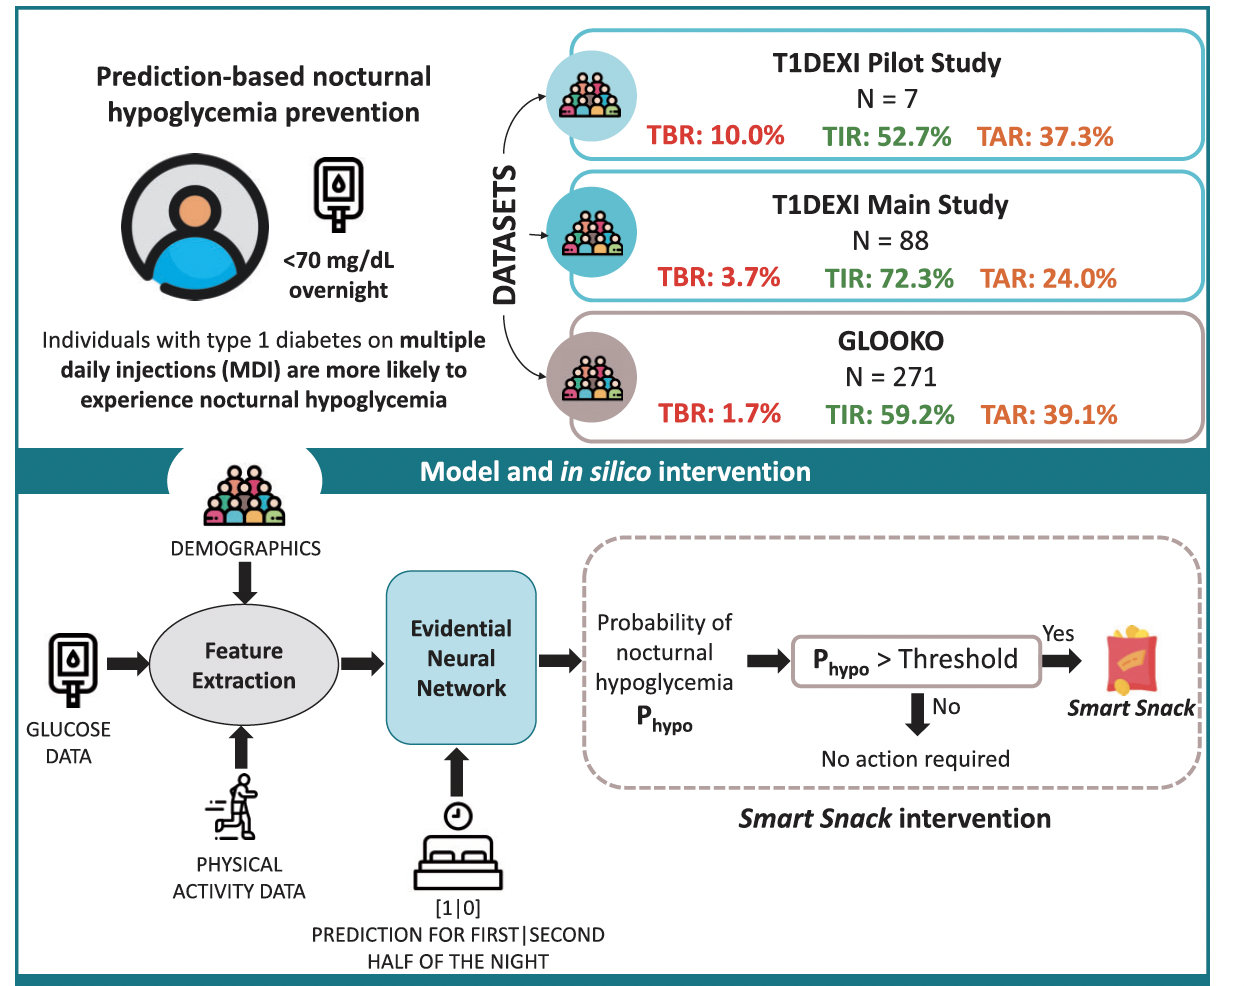 Prediction-based nocturnal
hypoglycemia prevention
<70 mg/dL
overnight
Individuals with type 1 diabetes on multiple
daily injections (MDI) are more likely to
experience nocturnal hypoglycemia
DATASETS
T1DEXI Pilot Study
N = 7
TBR: 10.0% TIR: 52.7% TAR: 37.3%
T1DEXI Main Study
N = 88
TBR: 3.7% TIR: 72.3% TAR: 24.0%
GLOOKO
N = 271
TBR: 1.7% TIR: 59.2% TAR: 39.1%
Model and in silico intervention
DEMOGRAPHICS
GLUCOSE
DATA
Feature
Extraction
PHYSICAL
ACTIVITY DATA
Evidential
Neural
Network
[1|0]
PREDICTION FOR FIRST|SECOND
HALF OF THE NIGHT
Probability of
nocturnal
hypoglycemia
Phypo
Phypo > Threshold
Yes
Smart Snack
No
No action required
Smart Snack intervention